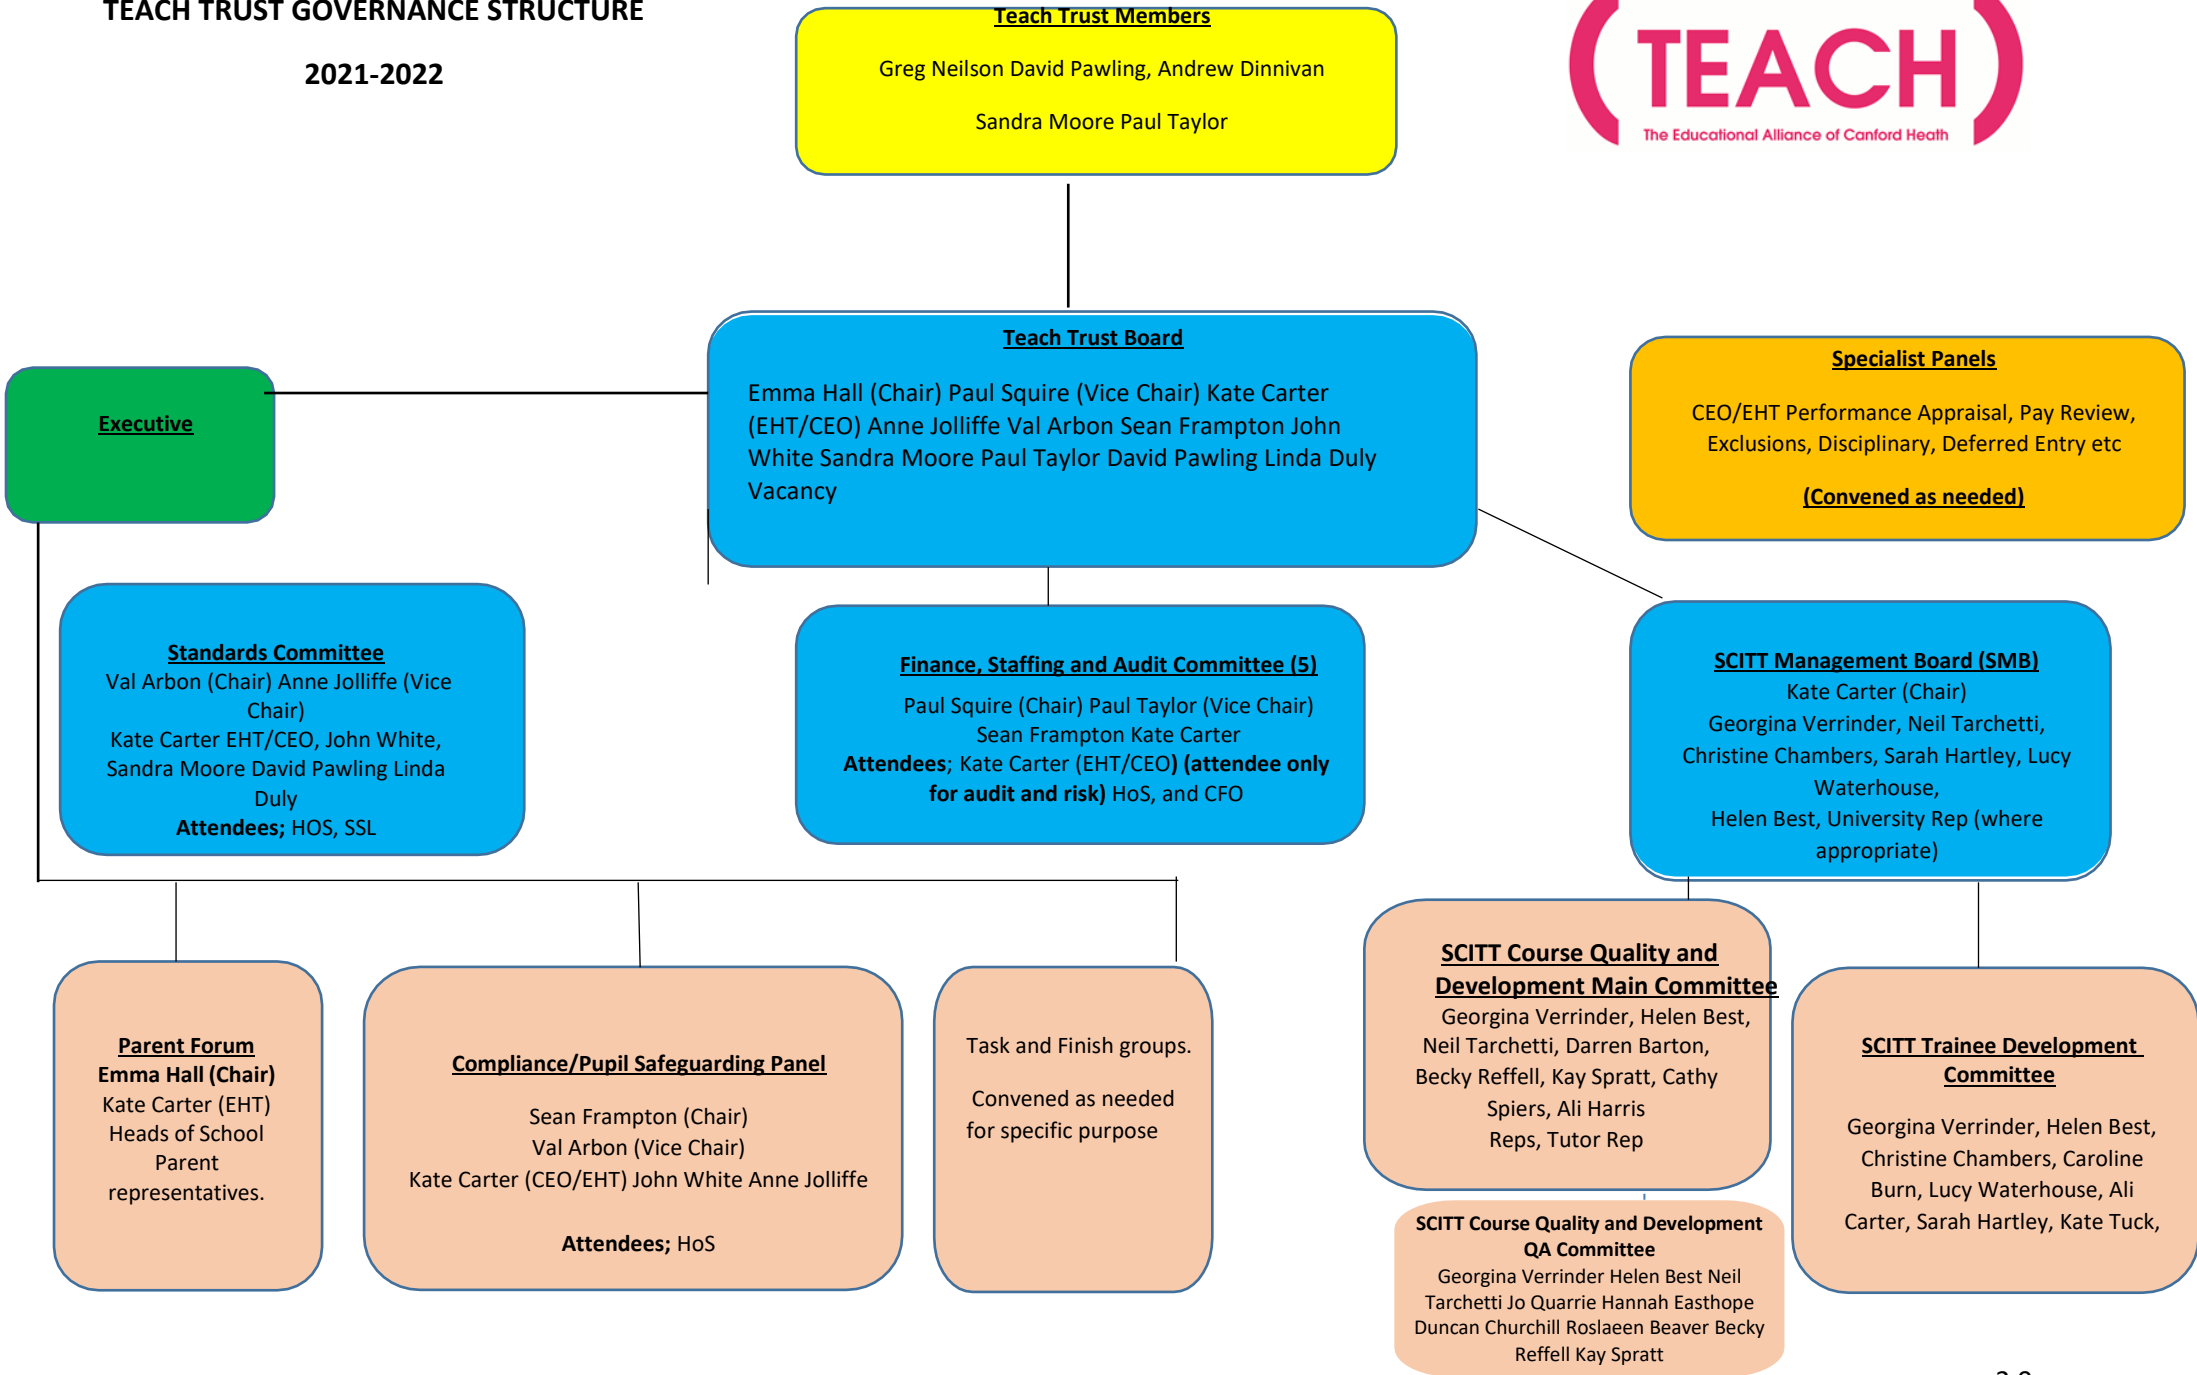 TEACH TRUST GOVERNANCE STRUCTURE
2021-2022
Teach Trust Members
Greg Neilson David Pawling, Andrew Dinnivan
Sandra Moore Paul Taylor
(TEACH)
The Educational Alliance of Canford Heath
Teach Trust Board
Emma Hall (Chair) Paul Squire (Vice Chair) Kate Carter
(EHT/CEO) Anne Jolliffe Val Arbon Sean Frampton John
White Sandra Moore Paul Taylor David Pawling Linda Duly
Vacancy
Executive
Specialist Panels
CEO/EHT Performance Appraisal, Pay Review,
Exclusions, Disciplinary, Deferred Entry etc
(Convened as needed)
Standards Committee
Val Arbon (Chair) Anne Jolliffe (Vice
Chair)
Kate Carter EHT/CEO, John White,
Sandra Moore David Pawling Linda
Duly
Attendees; HOS, SSL
Finance, Staffing and Audit Committee (5)
Paul Squire (Chair) Paul Taylor (Vice Chair)
Sean Frampton Kate Carter
Attendees; Kate Carter (EHT/CEO) (attendee only
for audit and risk) HoS, and CFO
SCITT Management Board (SMB)
Kate Carter (Chair)
Georgina Verrinder, Neil Tarchetti,
Christine Chambers, Sarah Hartley, Lucy
Waterhouse,
Helen Best, University Rep (where
appropriate)
Parent Forum
Emma Hall (Chair)
Kate Carter (EHT)
Heads of School
Parent
representatives.
Compliance/Pupil Safeguarding Panel
Sean Frampton (Chair)
Val Arbon (Vice Chair)
Kate Carter (CEO/EHT) John White Anne Jolliffe
Attendees; HoS
Task and Finish groups.
Convened as needed
for specific purpose
SCITT Course Quality and
Development Main Committee
Georgina Verrinder, Helen Best,
Neil Tarchetti, Darren Barton,
Becky Reffell, Kay Spratt, Cathy
Spiers, Ali Harris
Reps, Tutor Rep
SCITT Course Quality and Development
QA Committee
Georgina Verrinder Helen Best Neil
Tarchetti Jo Quarrie Hannah Easthope
Duncan Churchill Roslaeen Beaver Becky
Reffell Kay Spratt
SCITT Trainee Development
Committee
Georgina Verrinder, Helen Best,
Christine Chambers, Caroline
Burn, Lucy Waterhouse, Ali
Carter, Sarah Hartley, Kate Tuck,